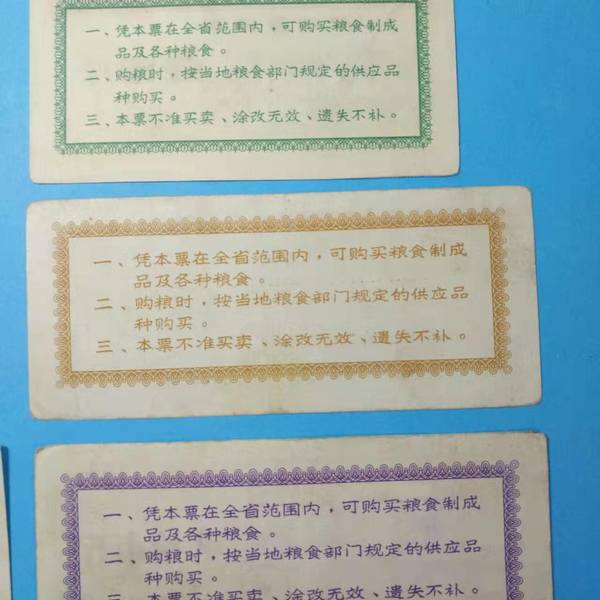 一、凭本票在全省范围内，可购买粮食制成
品及各种粮食。
二、购粮时，按当地粮食部门规定的供应品
种购买。
三、本票不准买卖、涂改无效、遗失不补。
一、凭本票在全省范围内，可购买粮食制成
品及各种粮食。
二、购粮时，按当地粮食部门规定的供应品
种购买。
三、本票不准买卖、涂改无效、遗失不补。
一、凭本票在全省范围内，可购买粮食制成
品及各种粮食。
二、购粮时，按当地粮食部门规定的供应品
种购买。
三、本票不准买卖、涂改无效、遗失不补。